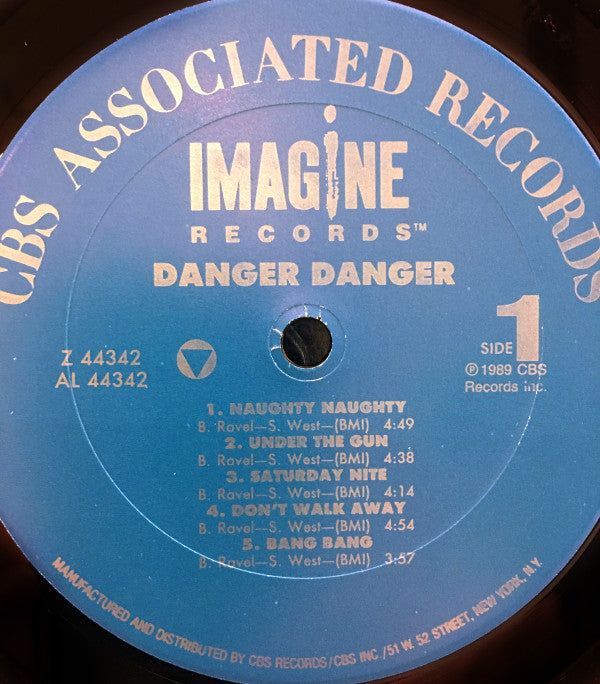 CBS ASSOCIATED RECORDS
IMAGINE
RECORDS™
DANGER DANGER
Z 44342
AL 44342
SIDE 1
℗ 1989 CBS
Records Inc.
1. NAUGHTY NAUGHTY
B. Ravel—S. West—(BMI) 4:49
2. UNDER THE GUN
B. Ravel—S. West—(BMI) 4:38
3. SATURDAY NITE
B. Ravel—S. West—(BMI) 4:14
4. DON'T WALK AWAY
B. Ravel—S. West—(BMI) 4:54
5. BANG BANG
B. Ravel—S. West—(BMI) 3:57
MANUFACTURED AND DISTRIBUTED BY CBS RECORDS/CBS INC./51 W. 52 STREET, NEW YORK, N.Y.